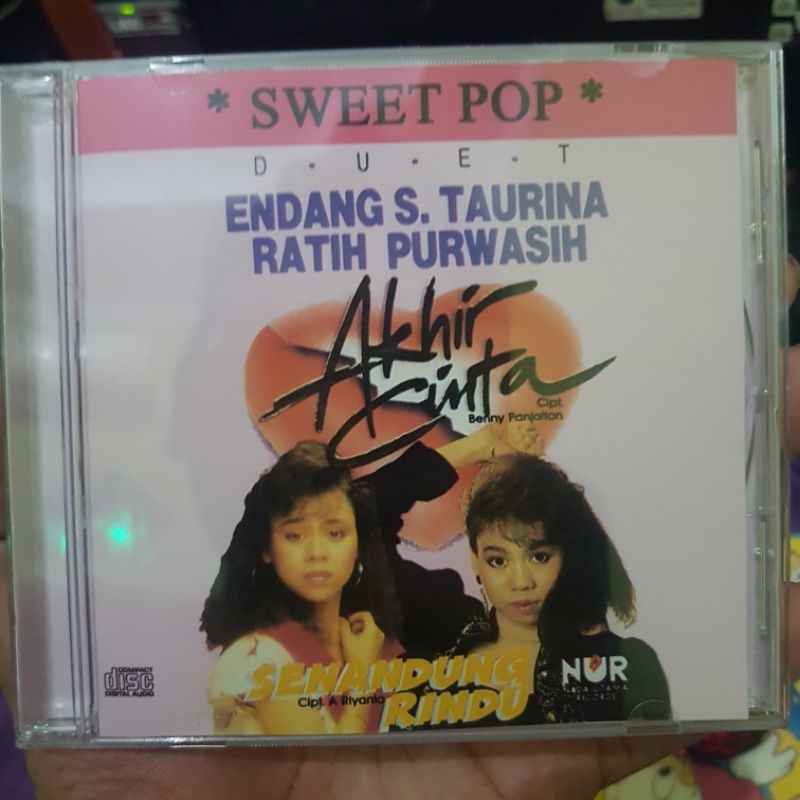 * SWEET POP *
D.U.E.T
ENDANG S. TAURINA
RATIH PURWASIH
Akhir
Cinta
Cipt.
Benny Panjaitan
SENANDUNG
Cipt. A Riyanto
RINDU
COMPACT
disc
DIGITAL AUDIO
NUR
RECORDS